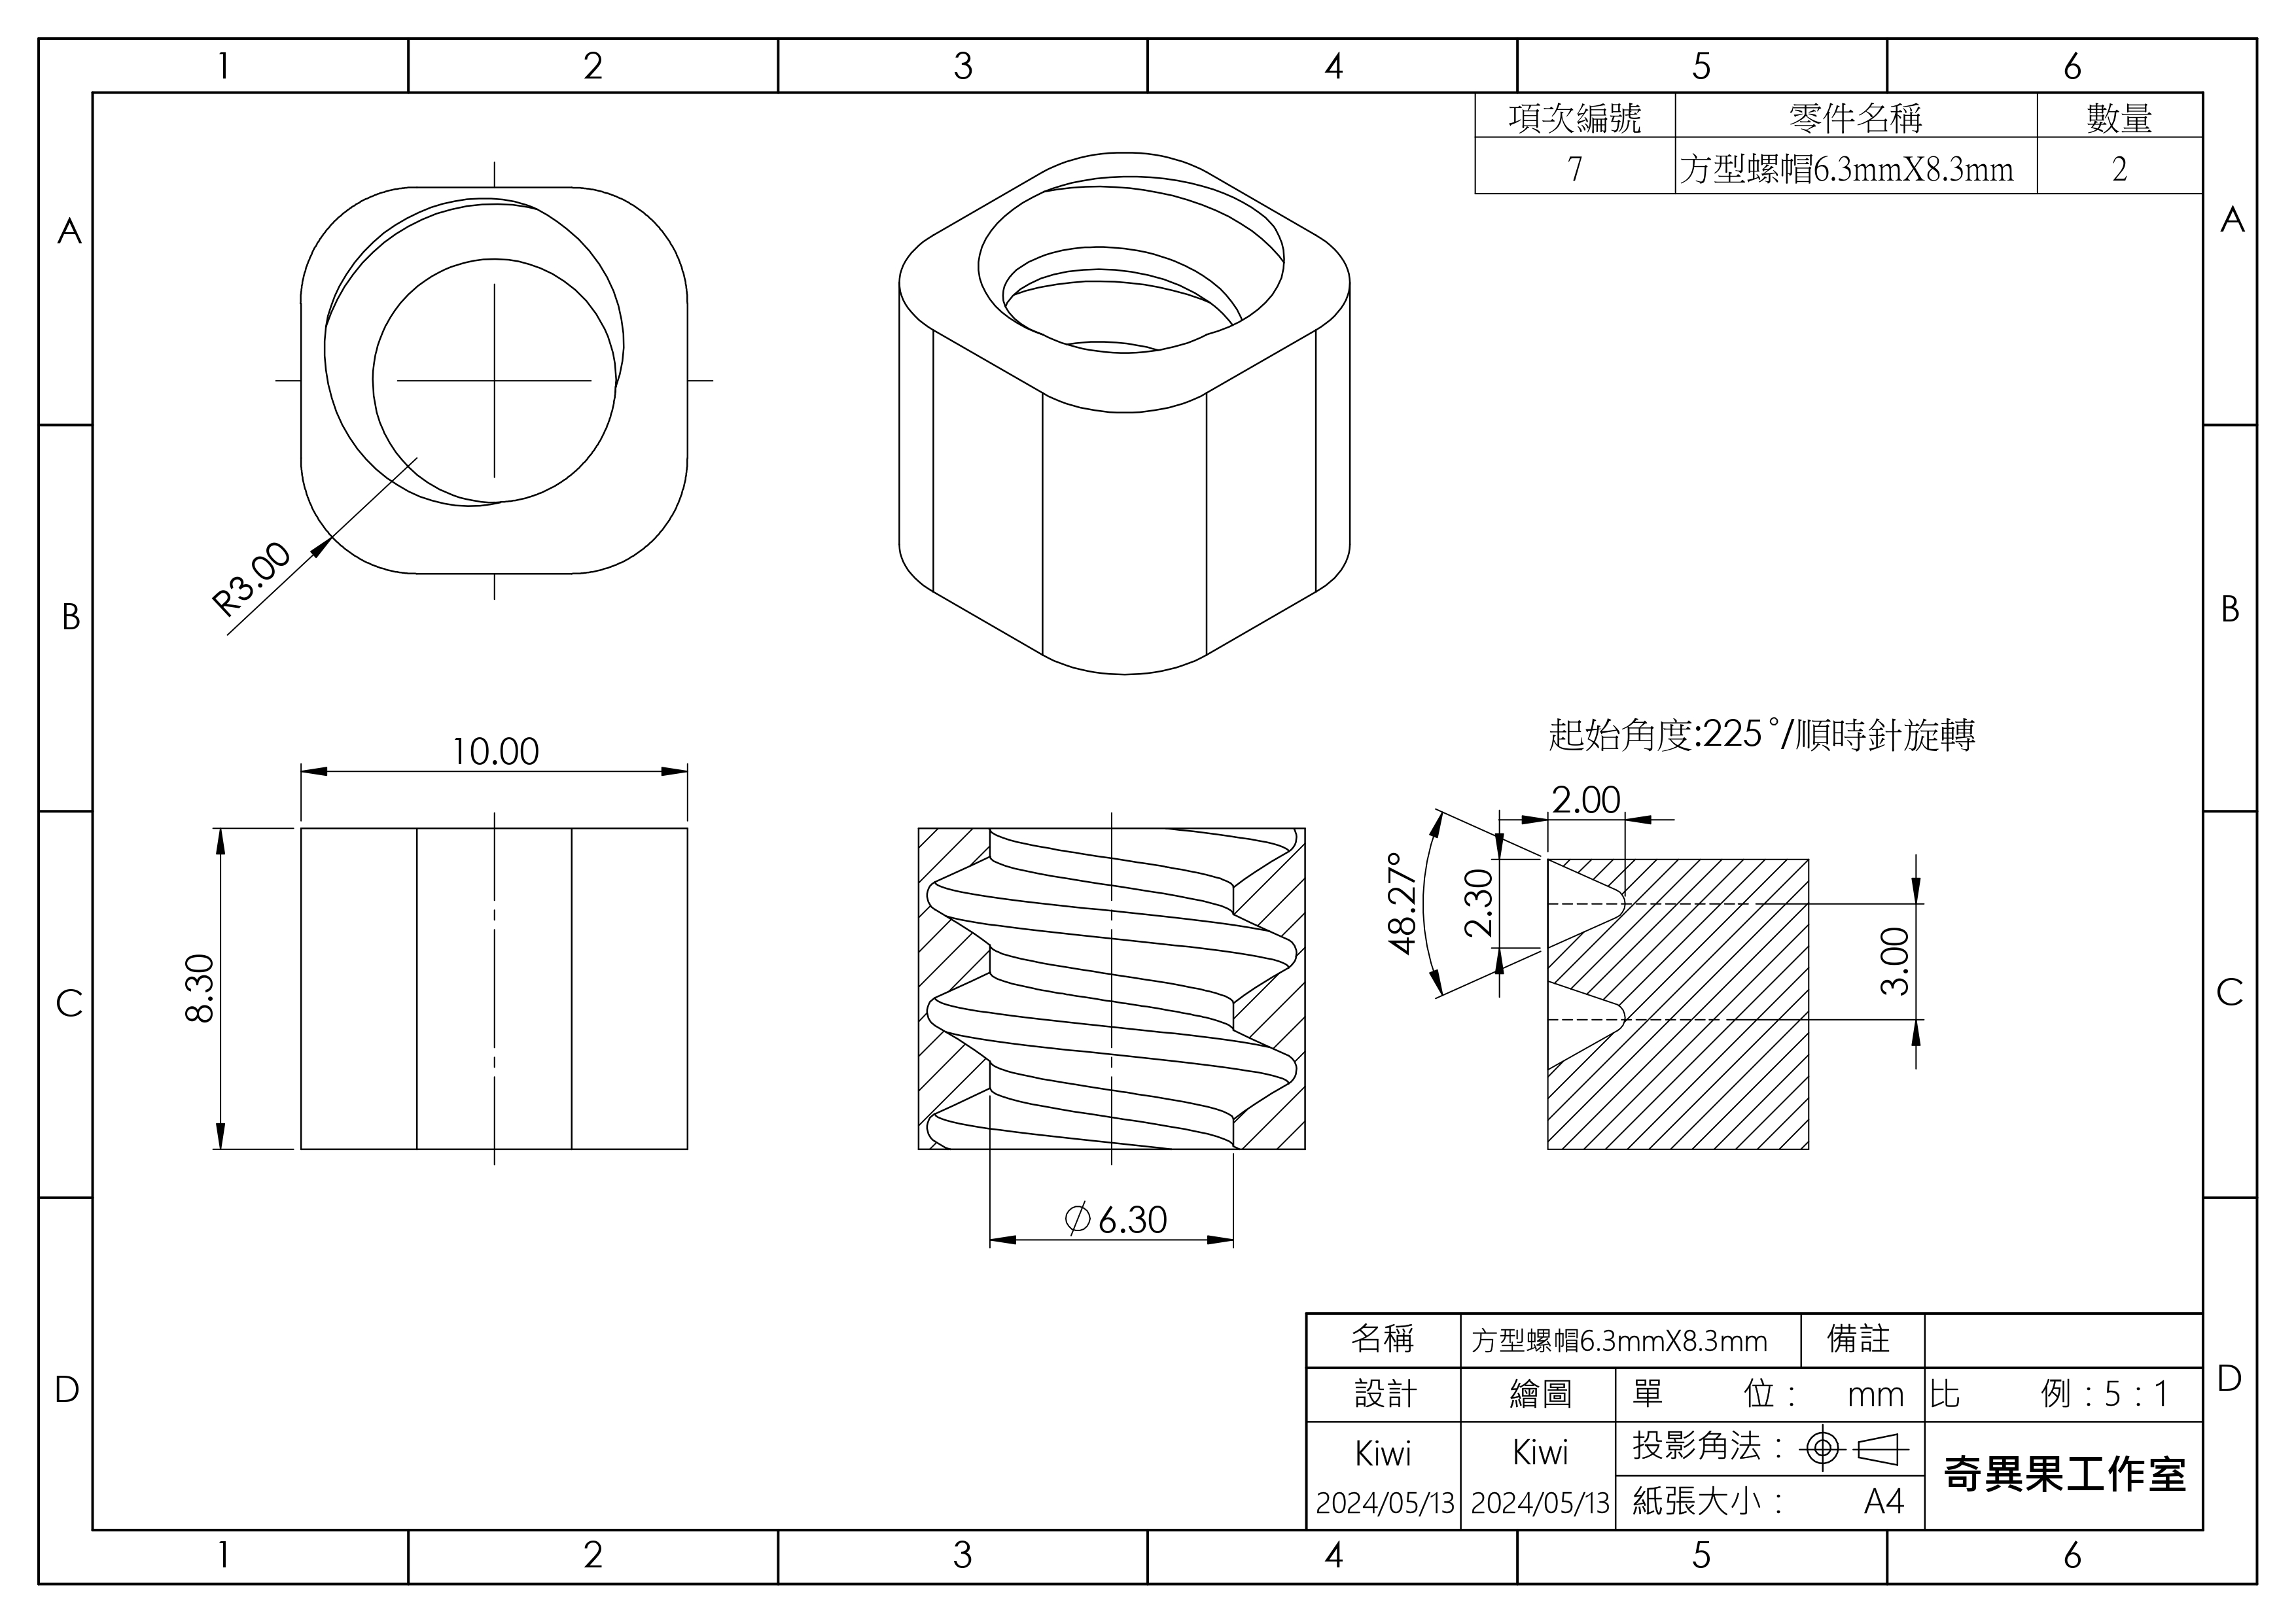 1 2 3 4 5 6
項次編號 零件名稱 數量
7 方型螺帽6.3mmX8.3mm 2
A A
B B
R3.00
起始角度:225°/順時針旋轉
10.00
2.00
48.27°
2.30
8.30
3.00
C C
⌀6.30
名稱 方型螺帽6.3mmX8.3mm 備註
D D
設計 繪圖 單 位： mm 比 例：5：1
Kiwi Kiwi 投影角法：
奇異果工作室
2024/05/13 2024/05/13 紙張大小： A4
1 2 3 4 5 6